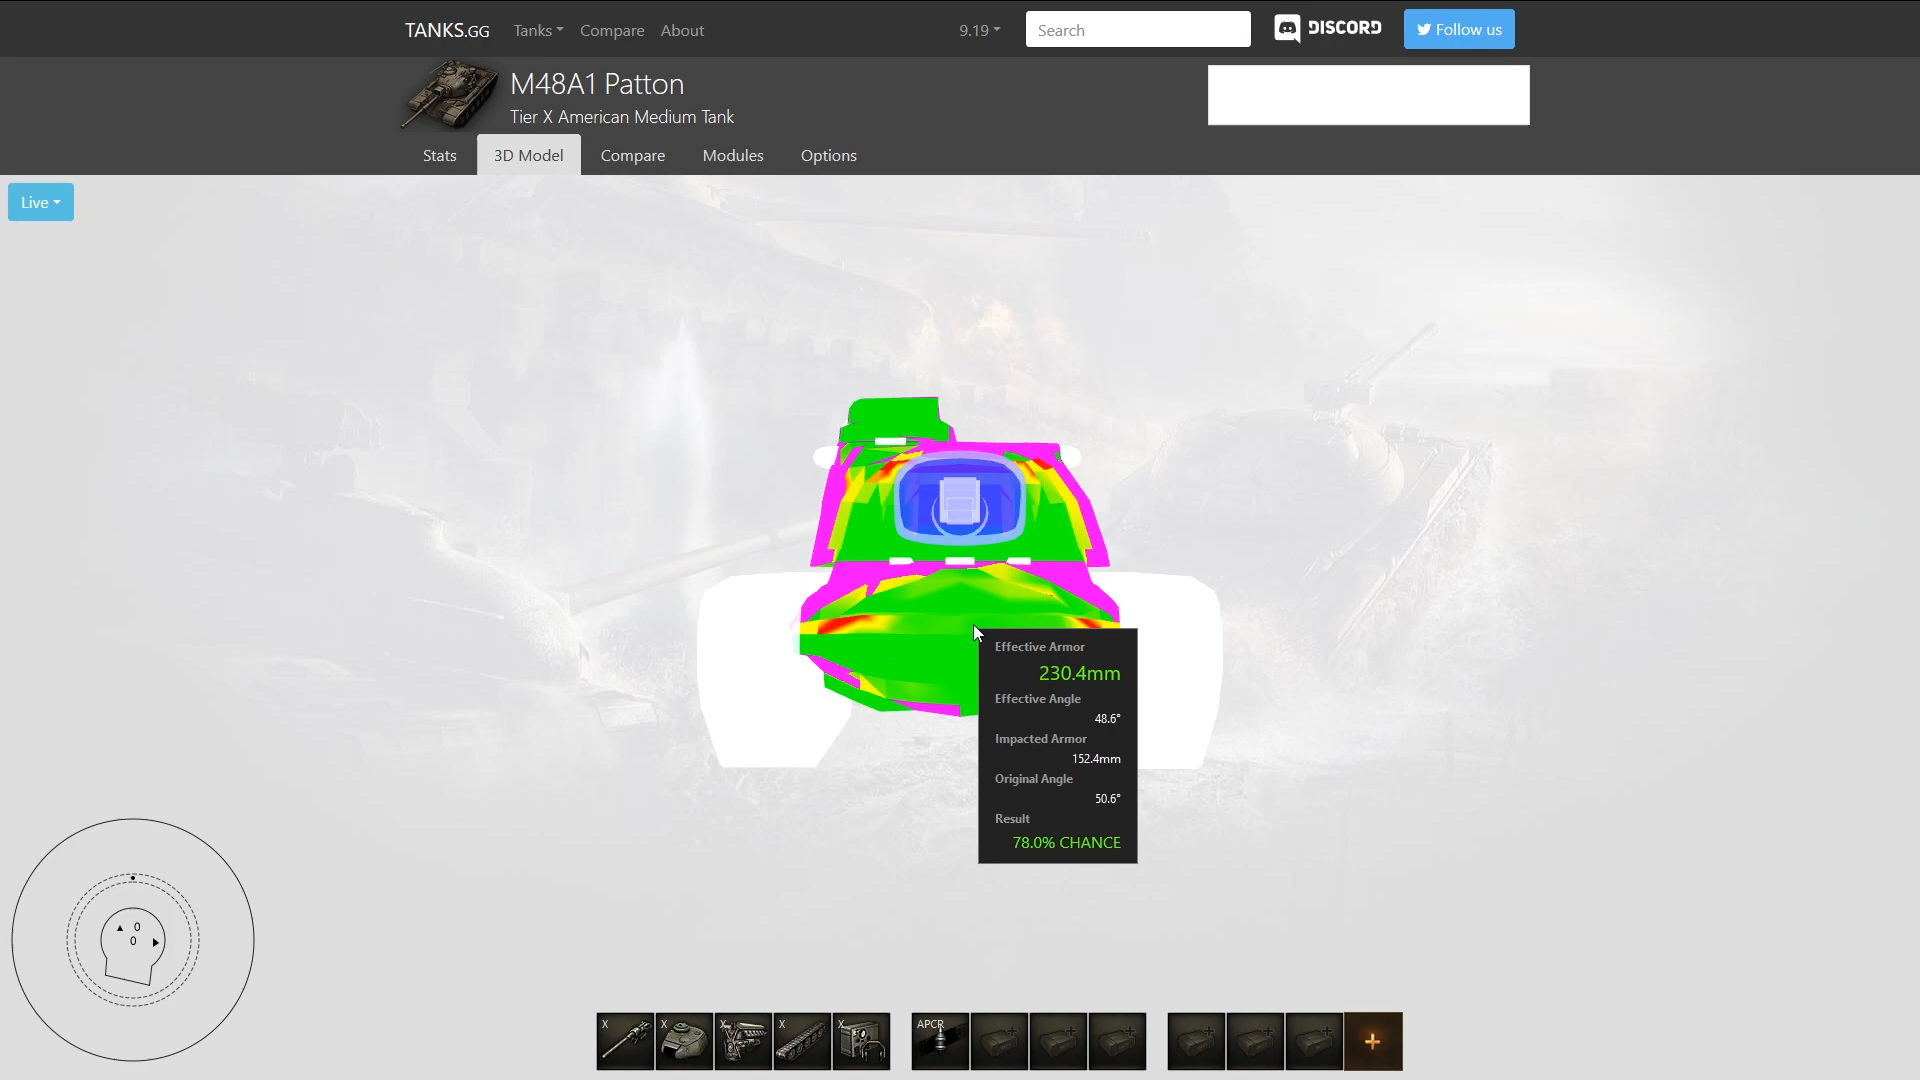 TANKS.GG Tanks Compare About 9.19 Search DISCORD Follow us
M48A1 Patton
Tier X American Medium Tank
Stats 3D Model Compare Modules Options
Live
Effective Armor
230.4mm
Effective Angle
48.6°
Impacted Armor
152.4mm
Original Angle
50.6°
Result
78.0% CHANCE
0
0
X X X X X APCR